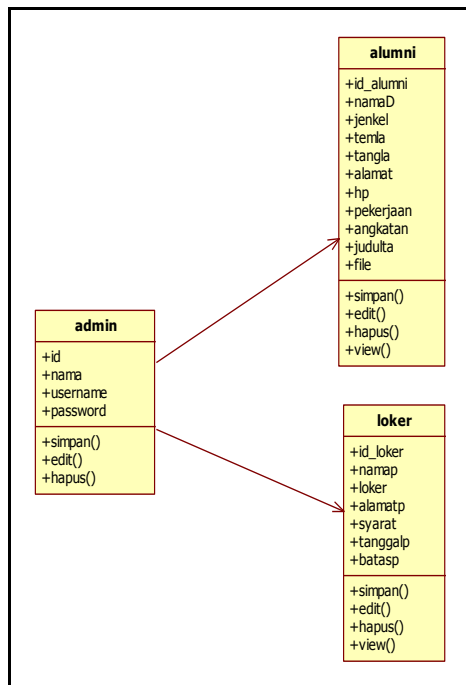 alumni
+id_alumni
+namaD
+jenkel
+temla
+tangla
+alamat
+hp
+pekerjaan
+angkatan
+judulta
+file
+simpan()
+edit()
+hapus()
+view()
admin
+id
+nama
+username
+password
+simpan()
+edit()
+hapus()
loker
+id_loker
+namap
+loker
+alamatp
+syarat
+tanggalp
+batasp
+simpan()
+edit()
+hapus()
+view()